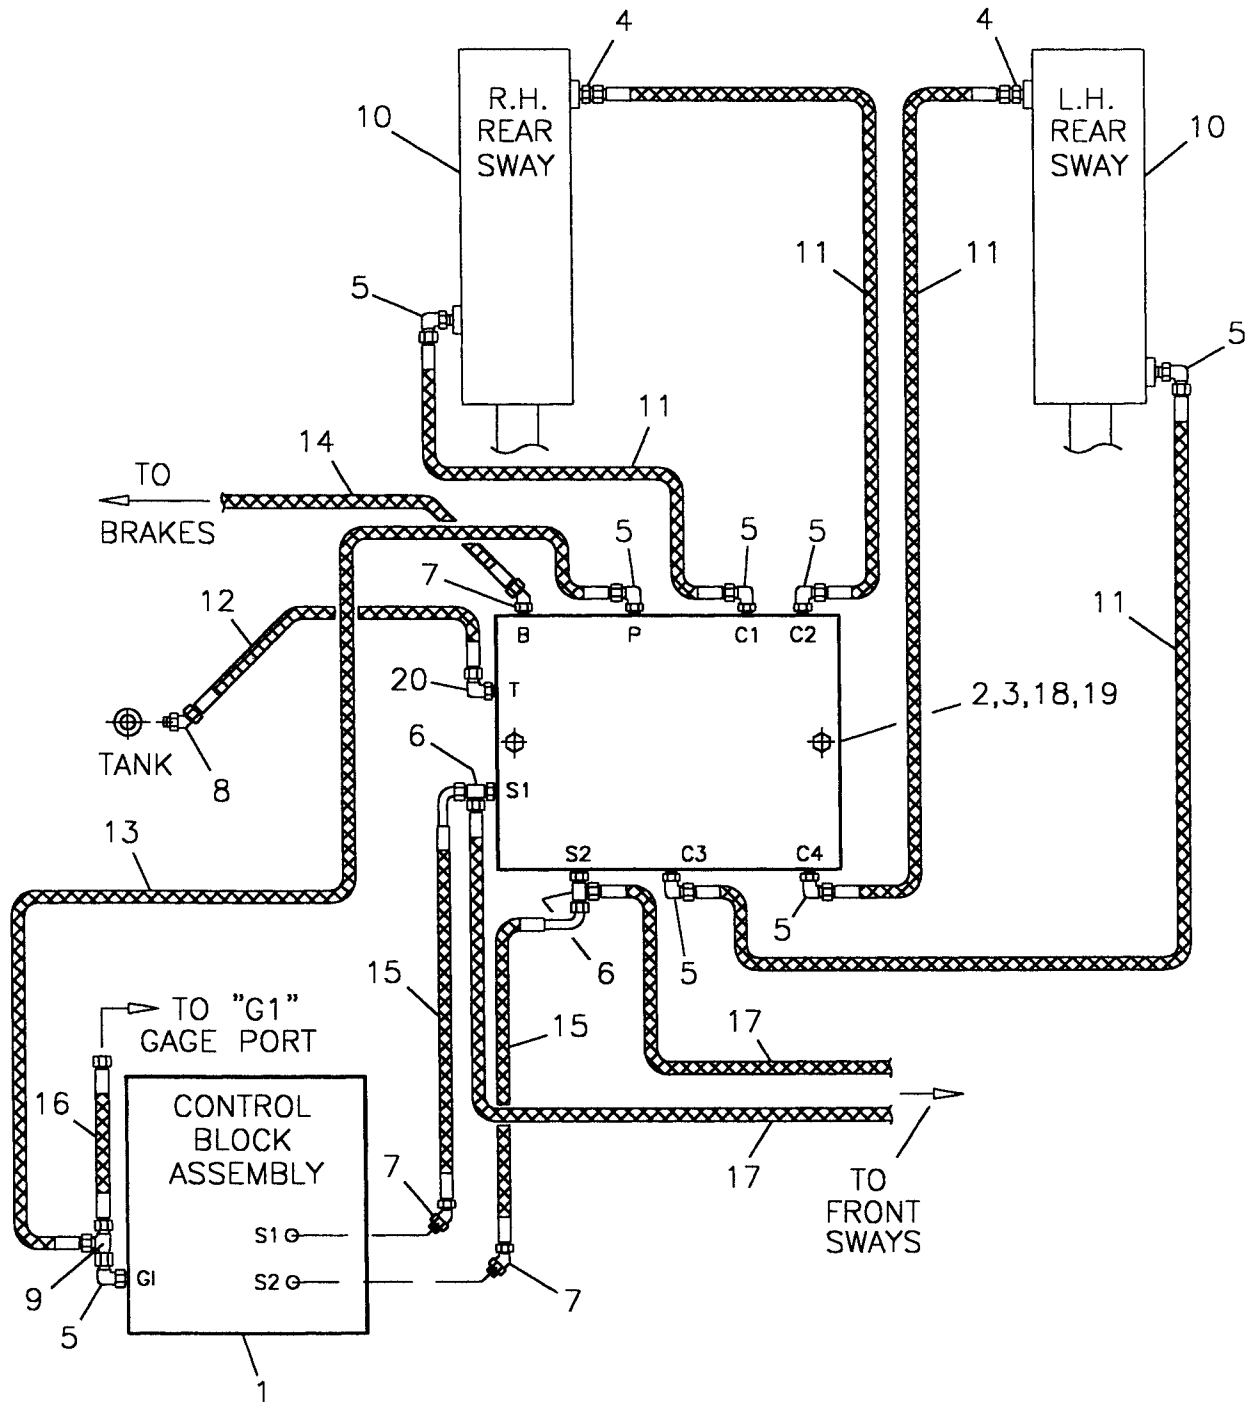 4
4
R.H.
REAR
SWAY
L.H.
REAR
SWAY
10
10
11
11
5
5
11
14
TO
BRAKES
5
5
5
7
12
B
P
C1
C2
11
20
T
2,3,18,19
6
TANK
8
S1
13
S2
C3
C4
5
6
5
15
15
TO "G1"
GAGE PORT
17
16
CONTROL
BLOCK
ASSEMBLY
7
17
TO
FRONT
SWAYS
S1
GI
S2
9
7
5
1